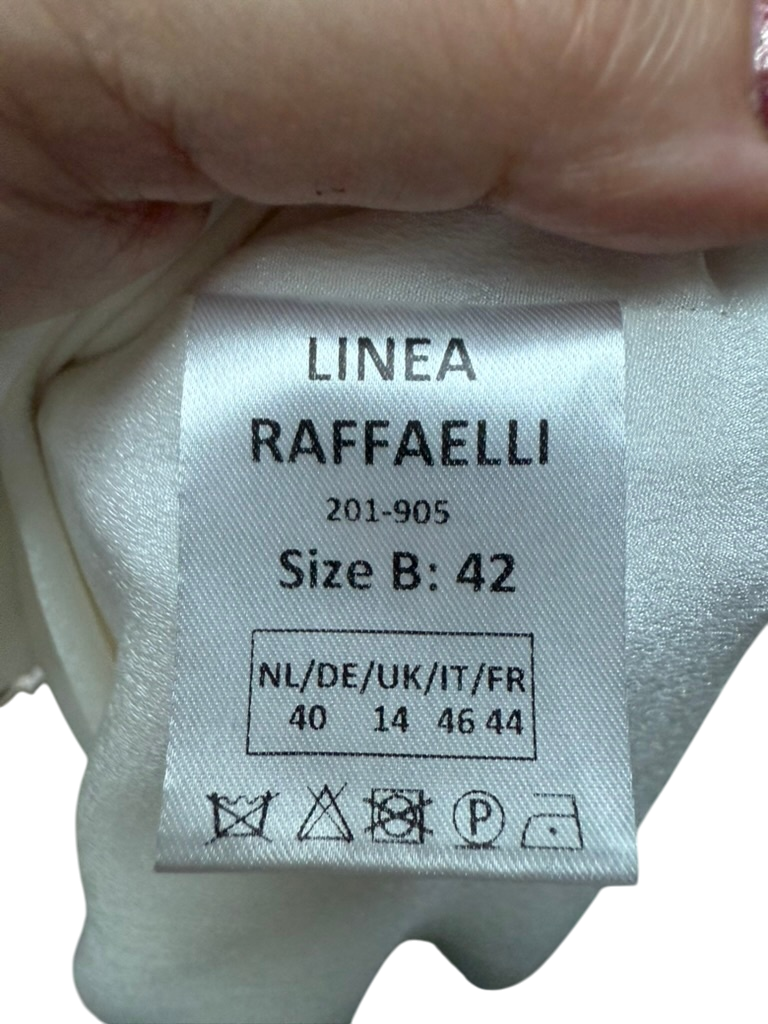 LINEA
RAFFAELLI
201-905
Size B: 42
NL/DE/UK/IT/FR
40 14 46 44
P